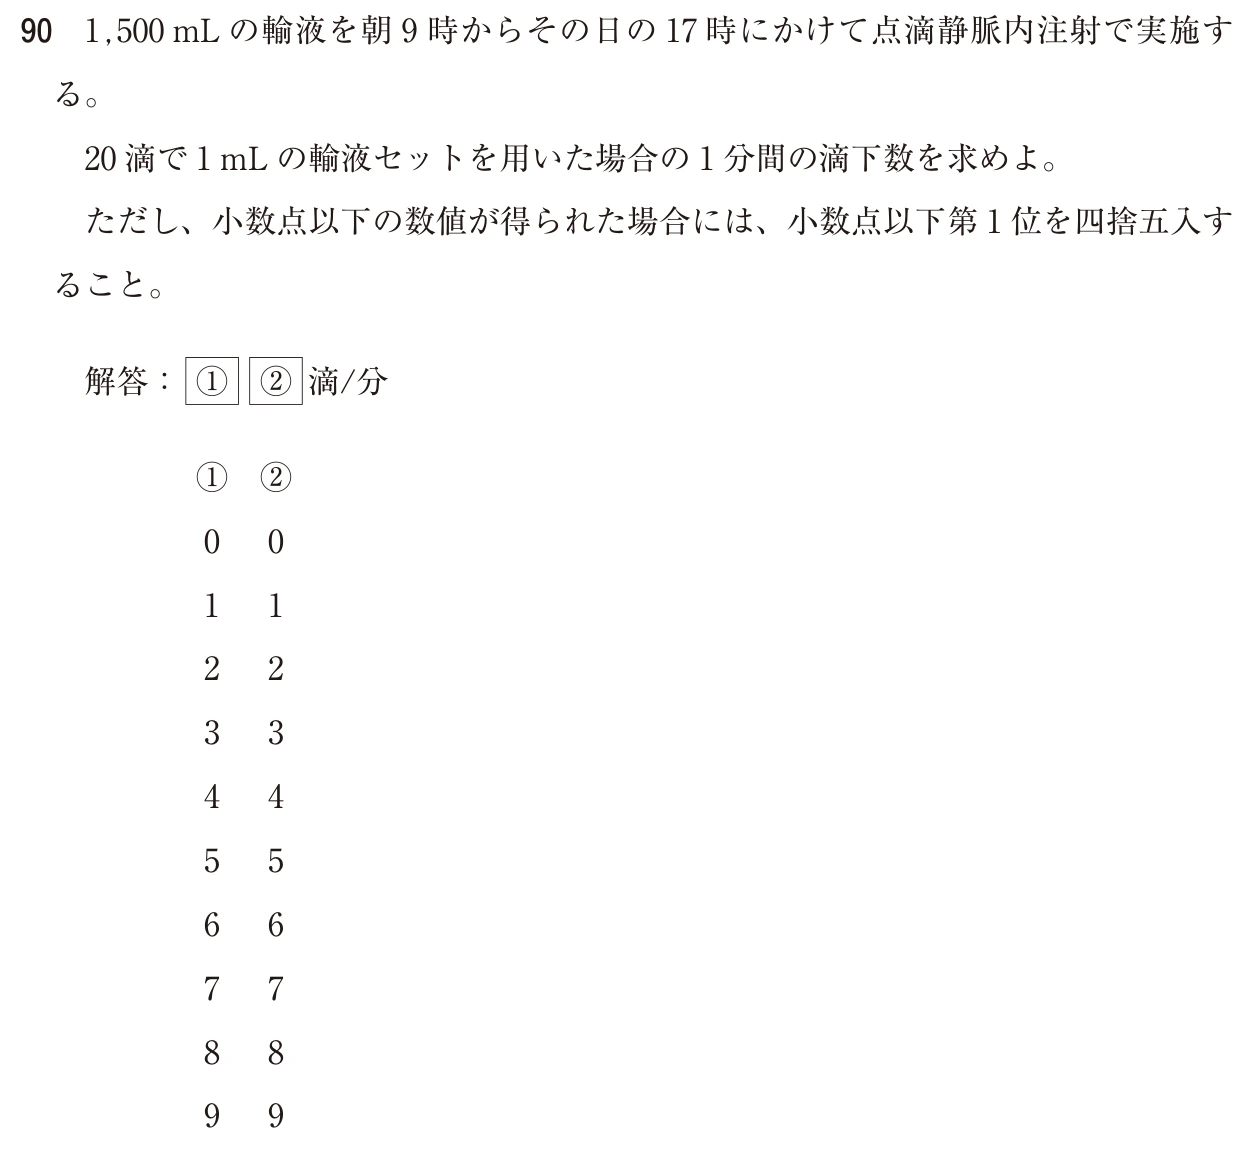 90 1,500 mL の輸液を朝 9 時からその日の 17 時にかけて点滴静脈内注射で実施す
る。
20 滴で 1 mL の輸液セットを用いた場合の 1 分間の滴下数を求めよ。
ただし、小数点以下の数値が得られた場合には、小数点以下第 1 位を四捨五入す
ること。
解答：① ② 滴/分
① ②
0 0
1 1
2 2
3 3
4 4
5 5
6 6
7 7
8 8
9 9